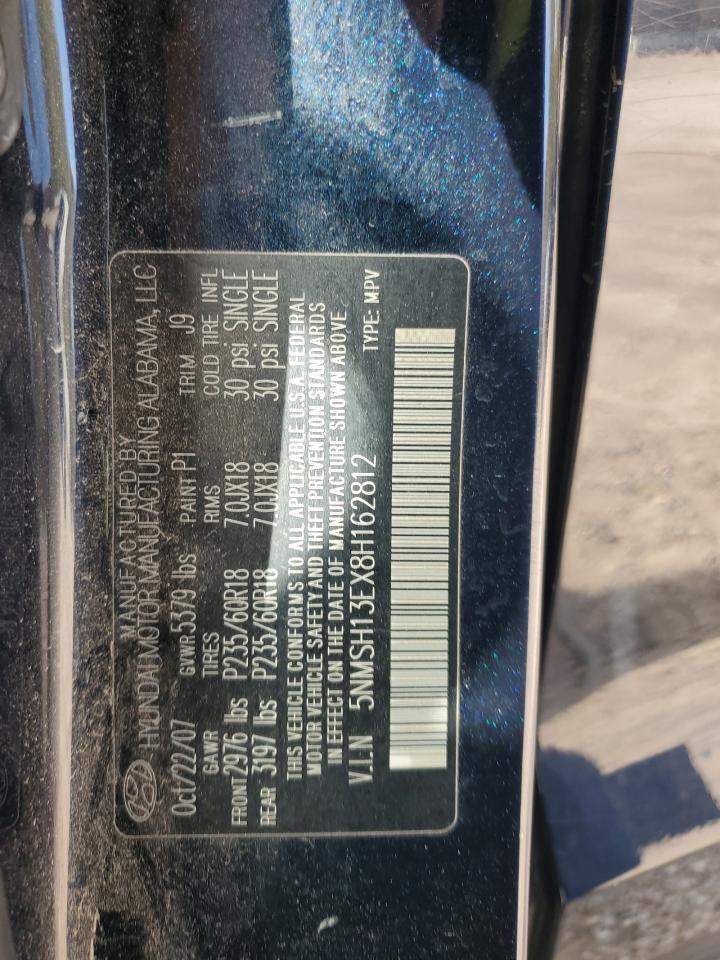 MANUFACTURED BY
HYUNDAI MOTOR MANUFACTURING ALABAMA, LLC
Oct/22/07 GVWR 5379 lbs PAINT P1 TRIM J9
GAWR TIRES RIMS COLD TIRE INFL
FRONT 2976 lbs P235/60R18 7.0JX18 30 psi SINGLE
REAR 3197 lbs P235/60R18 7.0JX18 30 psi SINGLE
THIS VEHICLE CONFORMS TO ALL APPLICABLE U.S.A. FEDERAL
MOTOR VEHICLE SAFETY AND THEFT PREVENTION STANDARDS
IN EFFECT ON THE DATE OF MANUFACTURE SHOWN ABOVE
V.I.N 5NMSH13EX8H162812 TYPE: MPV